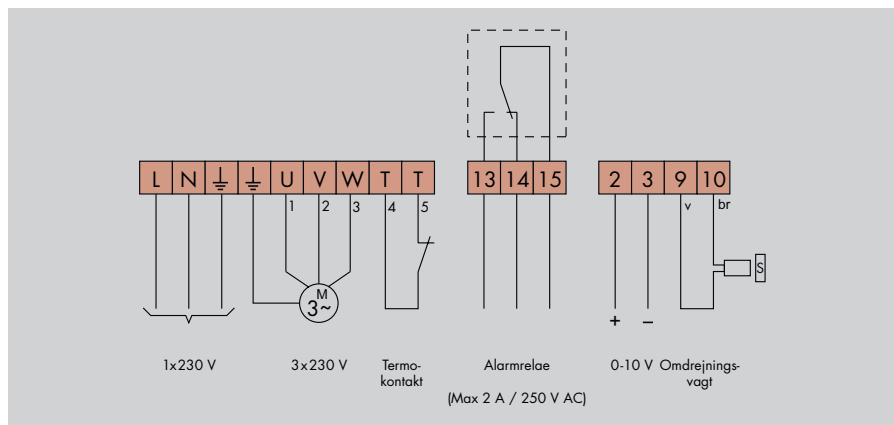 L N U V W T T
13 14 15
2 3 9 10
1 2 3 4 5
v br
M
3~
S
+ –
1x230 V
3x230 V
Termo-
kontakt
Alarmrelae
(Max 2 A / 250 V AC)
0-10 V
Omdrejnings-
vagt